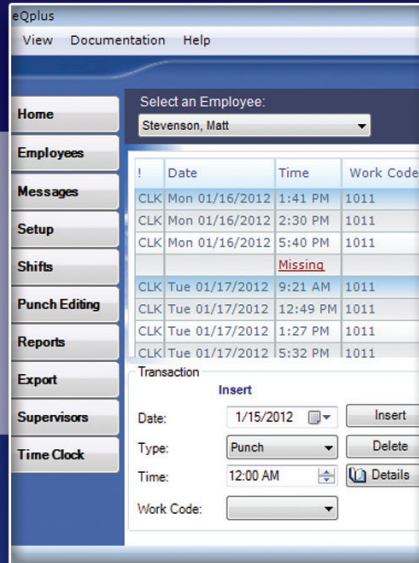 eQplus
View Documentation Help
Select an Employee:
Stevenson, Matt
Home
Employees
Messages
Setup
Shifts
Punch Editing
Reports
Export
Supervisors
Time Clock
! Date Time Work Code
CLK Mon 01/16/2012 1:41 PM 1011
CLK Mon 01/16/2012 2:30 PM 1011
CLK Mon 01/16/2012 5:40 PM 1011
Missing
CLK Tue 01/17/2012 9:21 AM 1011
CLK Tue 01/17/2012 12:49 PM 1011
CLK Tue 01/17/2012 1:27 PM 1011
CLK Tue 01/17/2012 5:32 PM 1011
Transaction
Insert
Date: 1/15/2012 Insert
Type: Punch Delete
Time: 12:00 AM Details
Work Code: